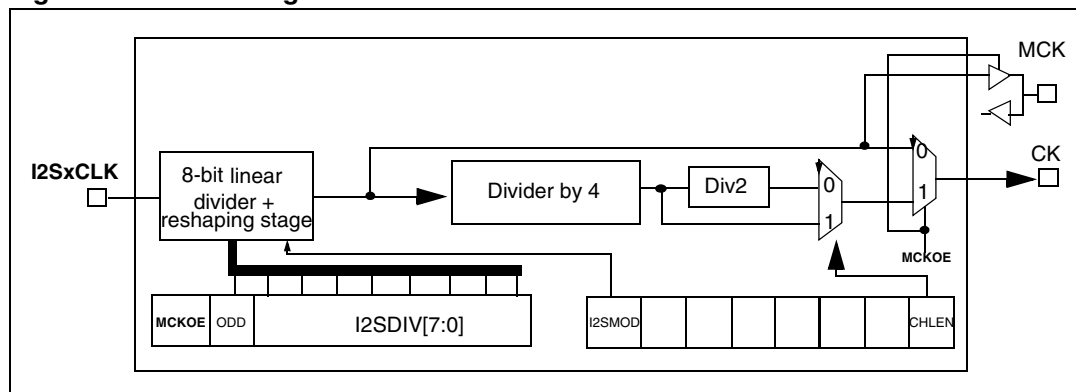 MCK
0
CK
I2SxCLK
8-bit linear
divider +
reshaping stage
Divider by 4
Div2
0
1
1
MCKOE
MCKOE
ODD
I2SDIV[7:0]
I2SMOD
CHLEN